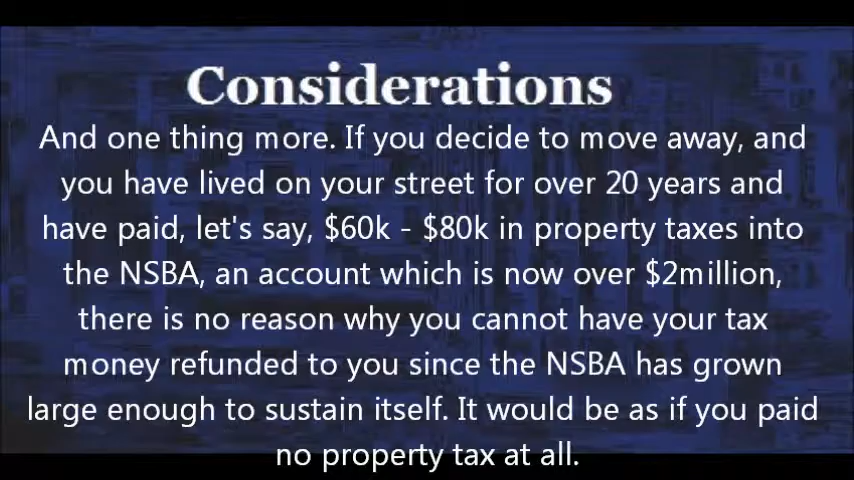 Considerations
And one thing more. If you decide to move away, and
you have lived on your street for over 20 years and
have paid, let's say, $60k - $80k in property taxes into
the NSBA, an account which is now over $2million,
there is no reason why you cannot have your tax
money refunded to you since the NSBA has grown
large enough to sustain itself. It would be as if you paid
no property tax at all.